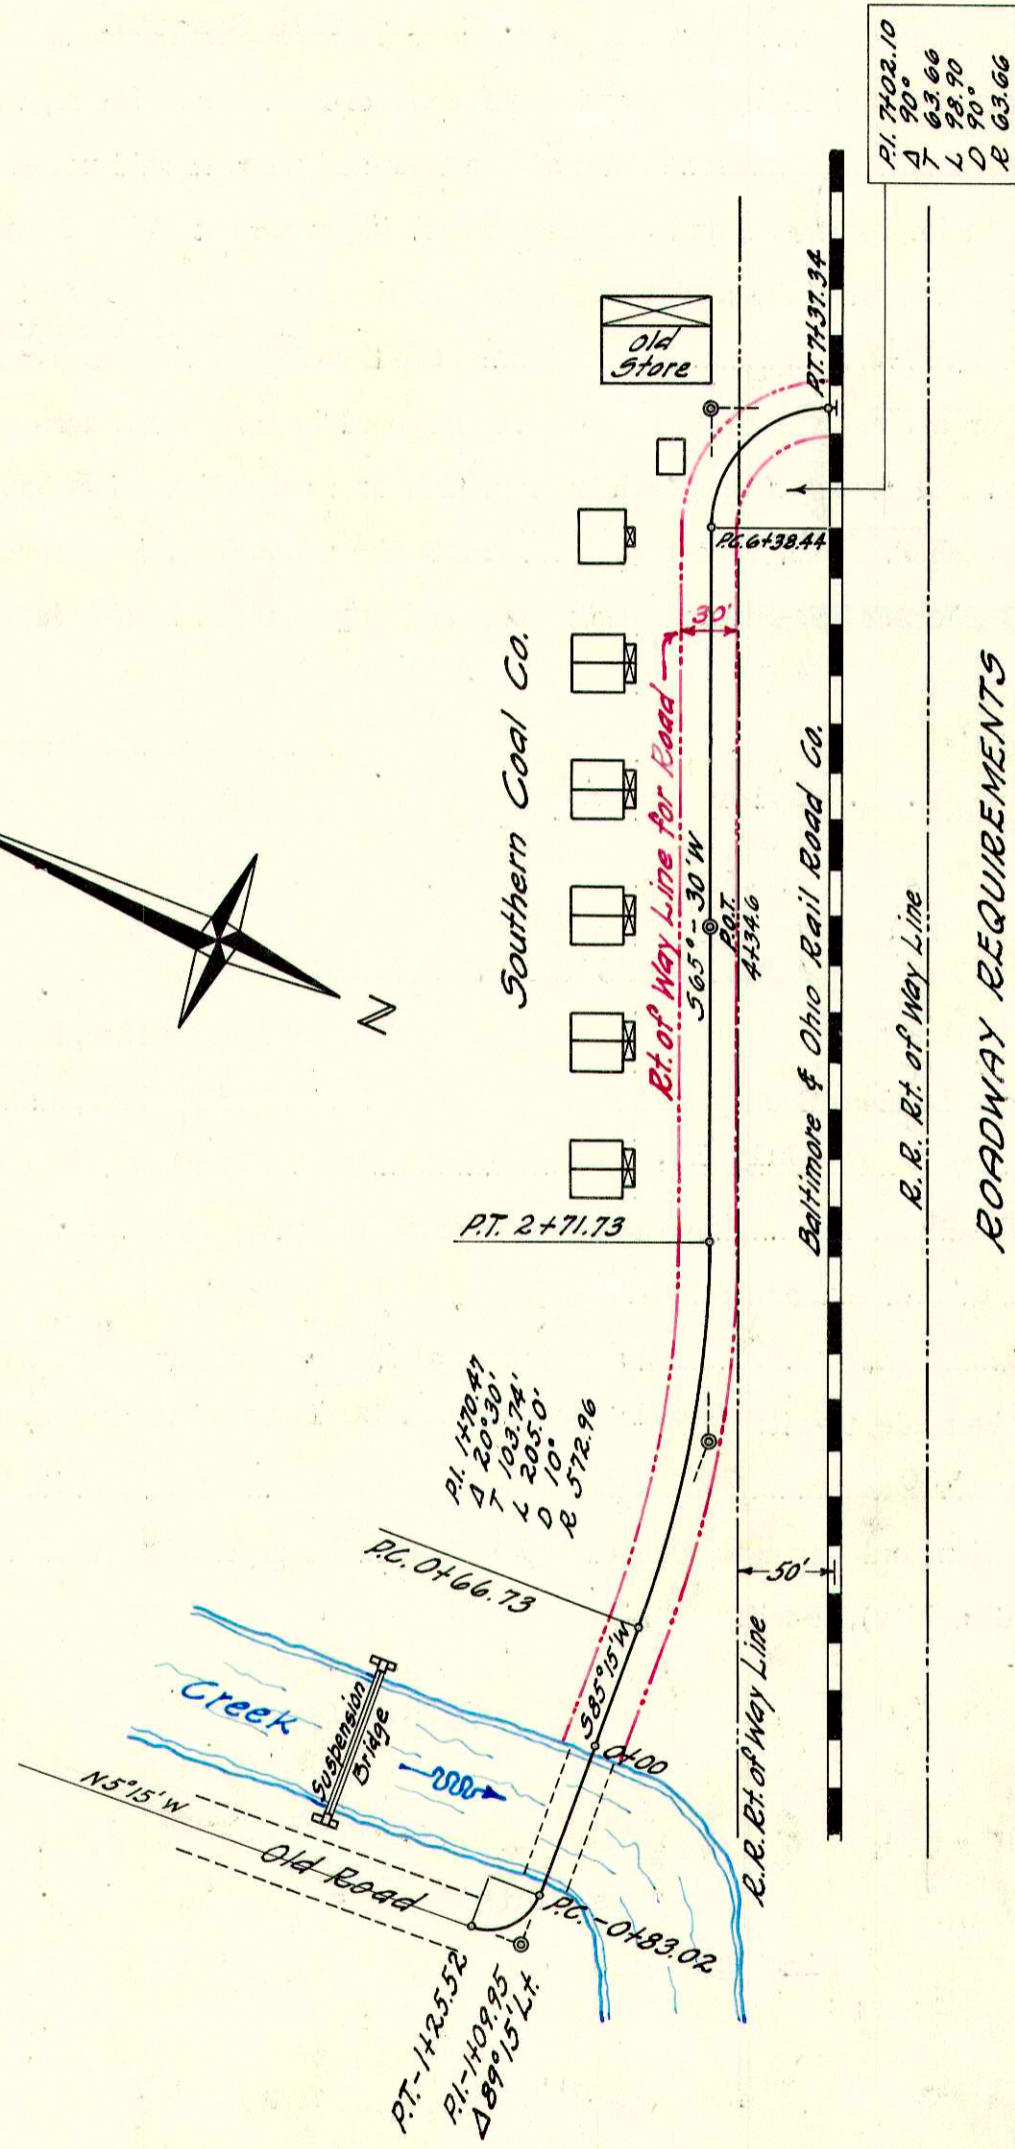 P.I. 7+02.10
Δ 90°
T 63.66
L 98.90
D 90°
R 63.66
Old
Store
P.T. 7+37.34
P.C. 6+38.44
30'
Southern Coal Co.
Rt. of Way Line for Road
S65°-30'W
P.O.T.
4+34.6
Baltimore & Ohio Rail Road Co.
R.R. Rt. of Way Line
ROADWAY REQUIREMENTS
N
P.T. 2+71.73
P.I. 1+70.47
Δ 20°30'
T 103.74'
L 205.0'
D 10°
R 572.96
P.C. 0+66.73
50'
R.R. Rt. of Way Line
S85°15'W
0+00
Creek
Suspension
Bridge
N5°15'W
Old Road
P.C. -0+83.02
P.T. -1+25.52
P.I. -1+09.95
Δ89°15' Lt.